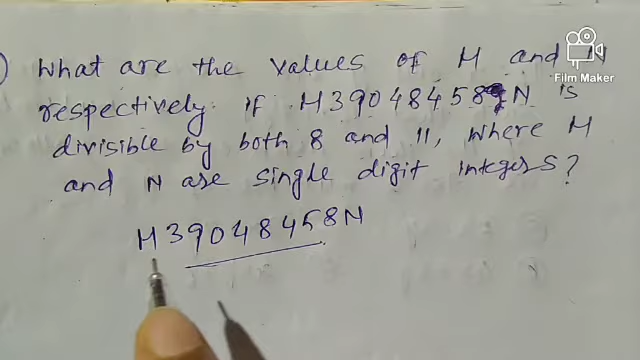 What are the values of M and N
Film Maker
respectively. If M39048458N is
divisible by both 8 and 11, Where M
and N are single digit integers?
M39048458N